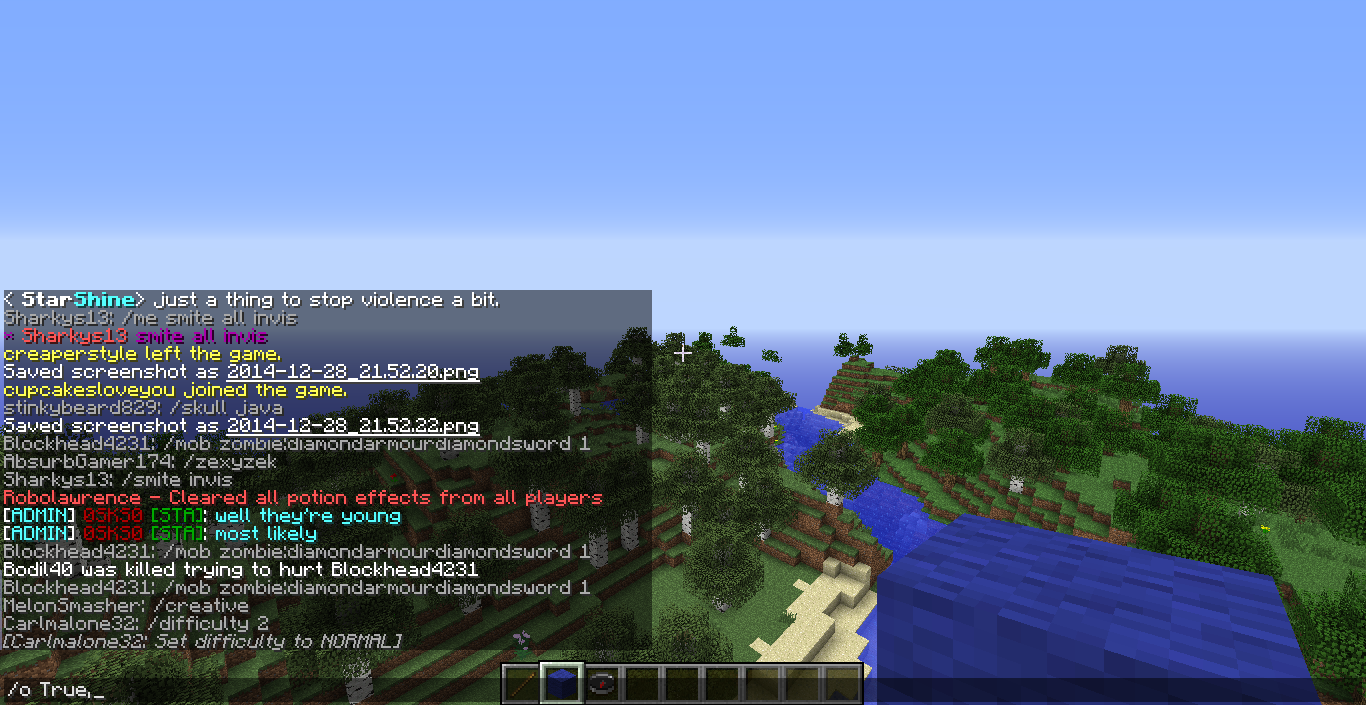 < StarShine> just a thing to stop violence a bit.
Sharkys13: /me smite all invis
* Sharkys13 smite all invis
creaperstyle left the game.
Saved screenshot as 2014-12-28_21.52.20.png
cupcakesloveyou joined the game.
stinkybeard829: /skull java
Saved screenshot as 2014-12-28_21.52.22.png
Blockhead4231: /mob zombie:diamondarmourdiamondsword 1
AbsurbGamer174: /zexyzek
Sharkys13: /smite invis
Robolawrence - Cleared all potion effects from all players
[ADMIN] 0SKS0 [STA]: well they're young
[ADMIN] 0SKS0 [STA]: most likely
Blockhead4231: /mob zombie:diamondarmourdiamondsword 1
Bodil40 was killed trying to hurt Blockhead4231
Blockhead4231: /mob zombie:diamondarmourdiamondsword 1
MelonSmasher: /creative
Carlmalone32: /difficulty 2
[Carlmalone32: Set difficulty to NORMAL]
/o True,_